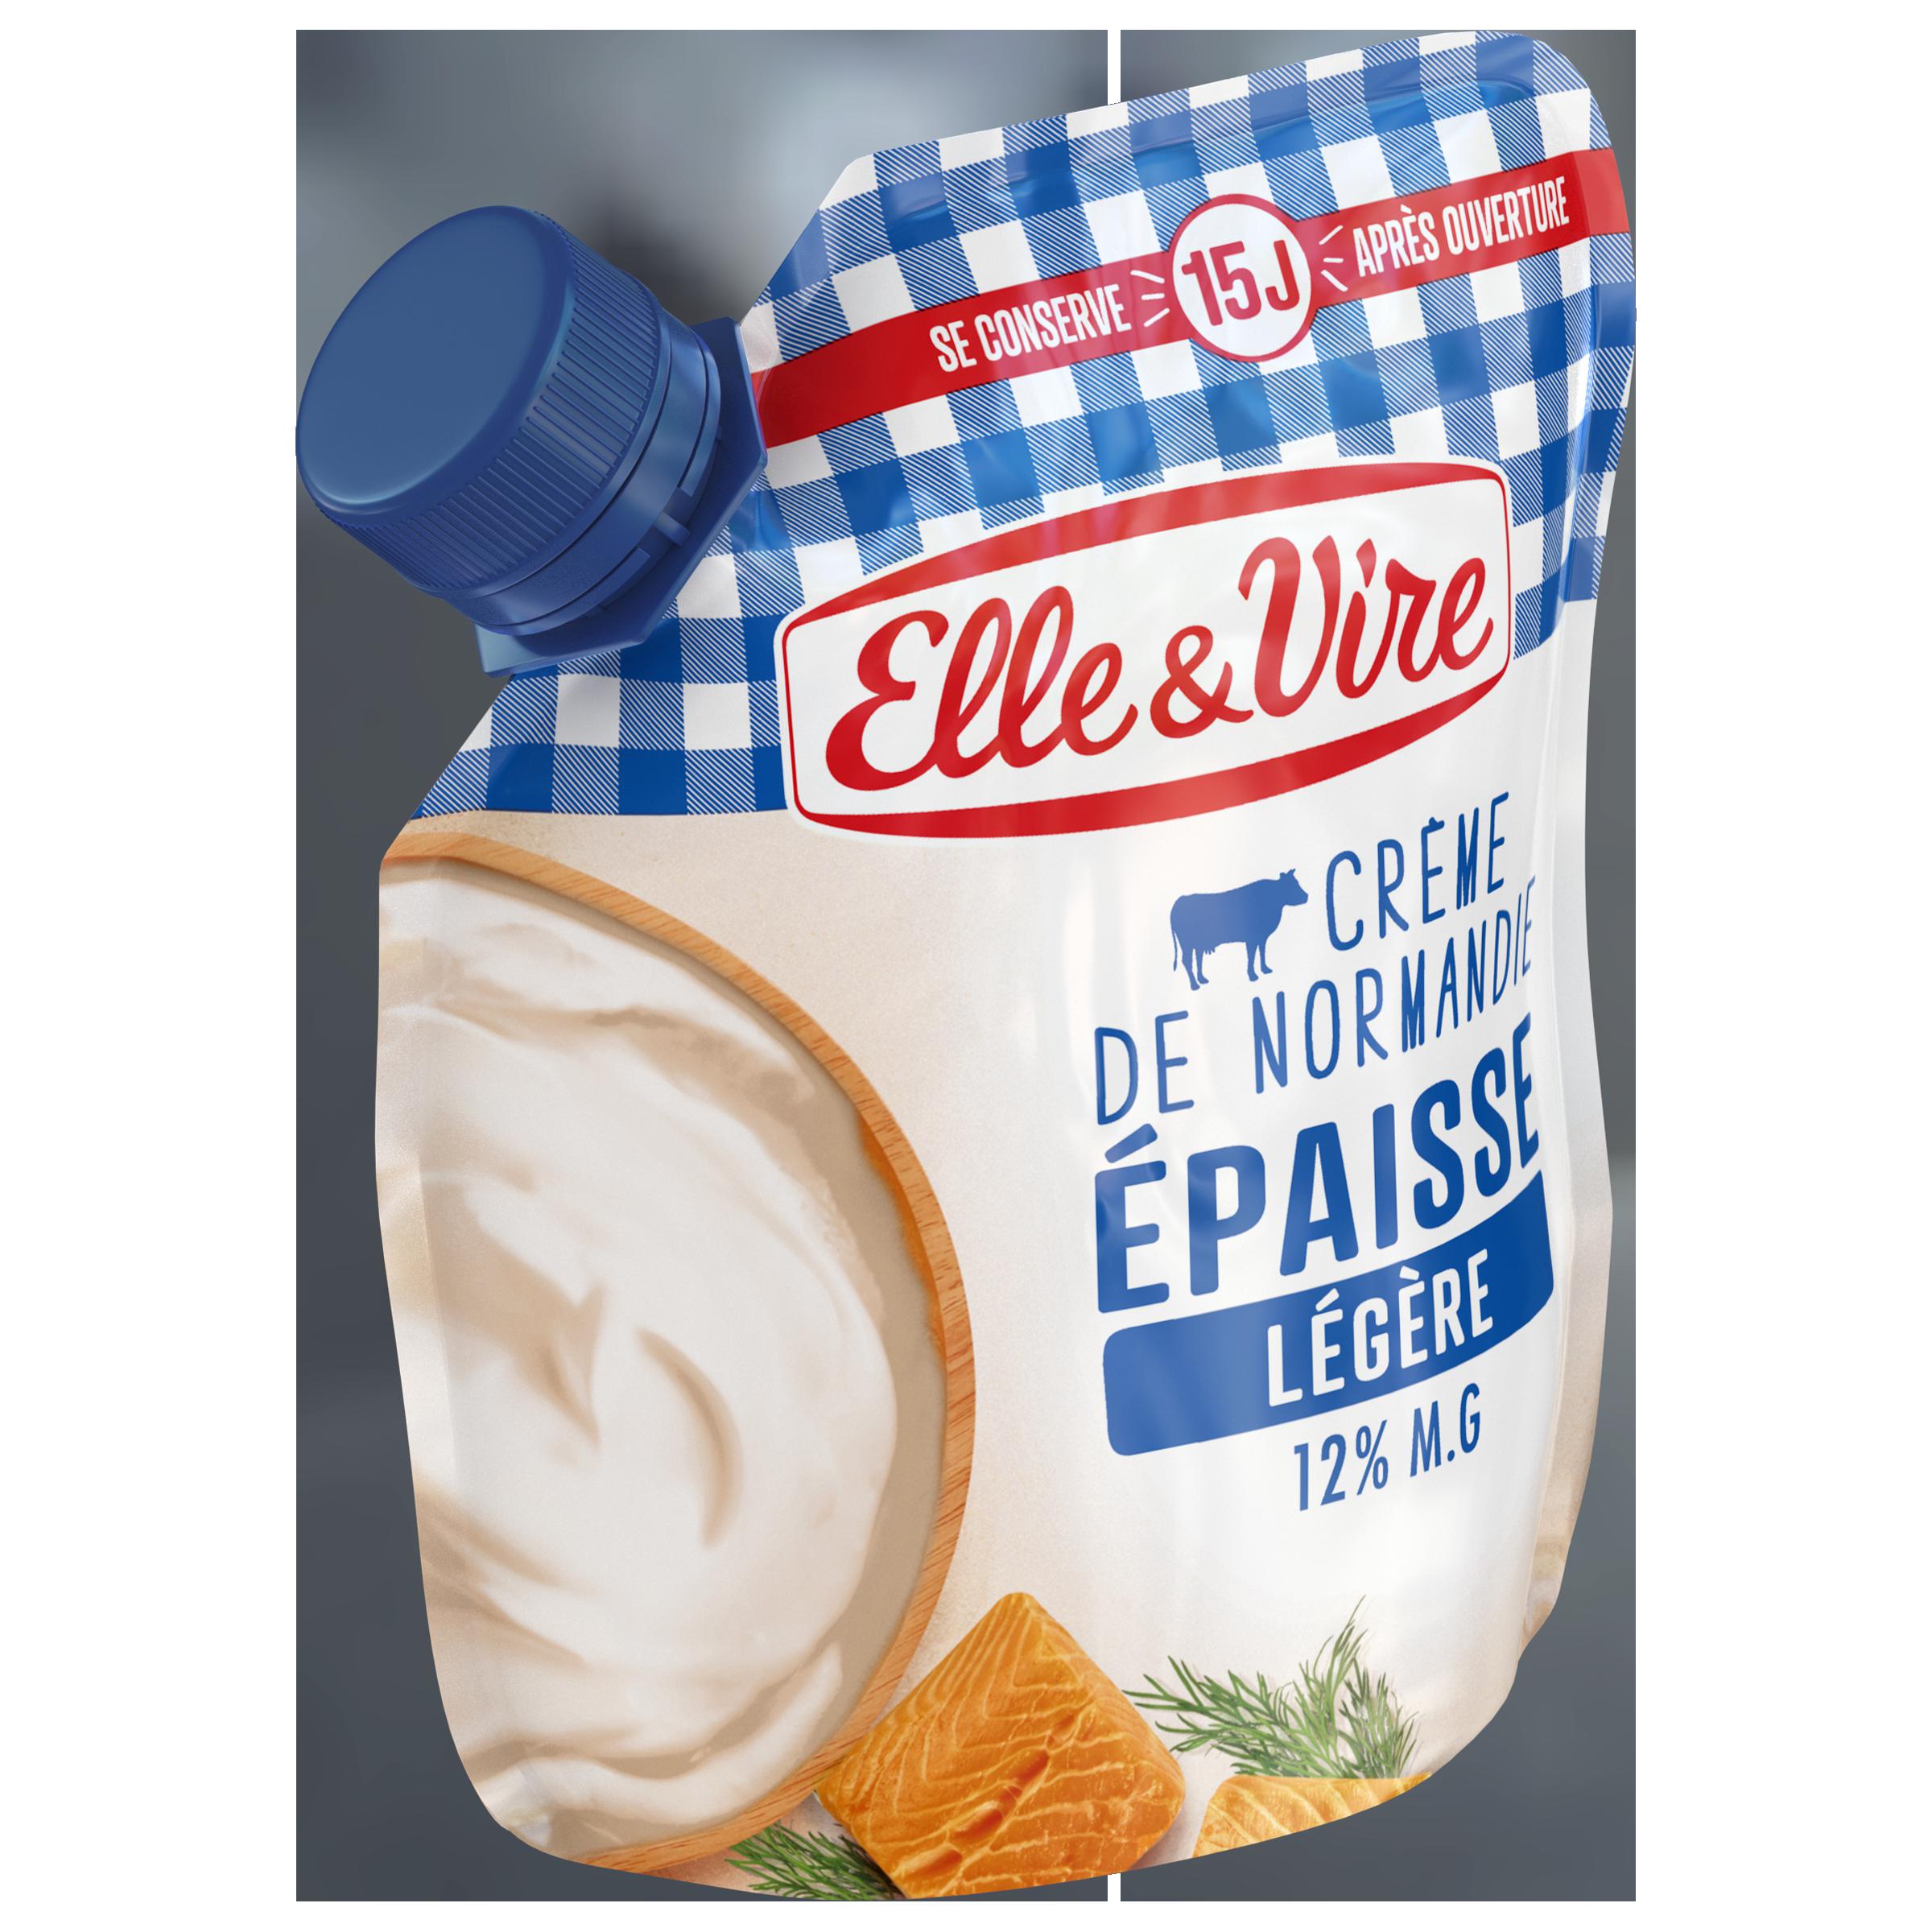 SE CONSERVE 15J APRÈS OUVERTURE
Elle & Vire
CRÈME
DE NORMANDIE
ÉPAISSE
LÉGÈRE
12% M.G